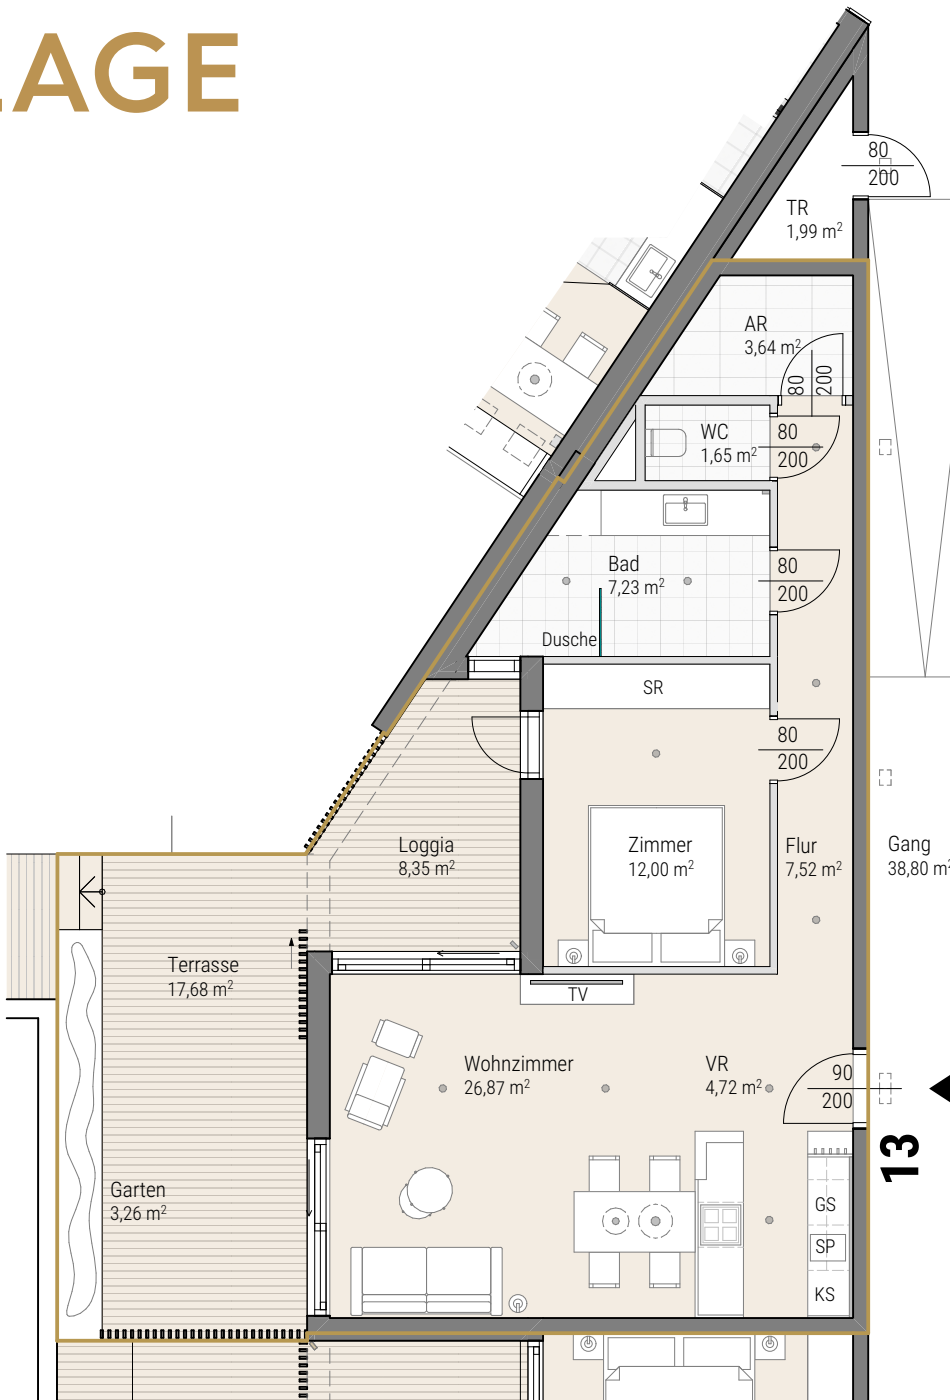 LAGE
80
200
TR
1,99 m²
AR
3,64 m²
80
200
WC
1,65 m²
80
200
Bad
7,23 m²
80
200
Dusche
SR
80
200
Loggia
8,35 m²
Zimmer
12,00 m²
Flur
7,52 m²
Gang
38,80 m²
Terrasse
17,68 m²
TV
Wohnzimmer
26,87 m²
VR
4,72 m²
90
200
13
Garten
3,26 m²
GS
SP
KS